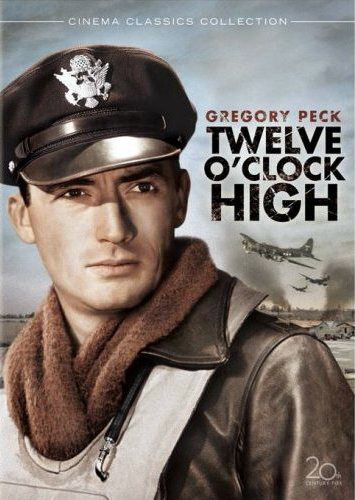 CINEMA CLASSICS COLLECTION
GREGORY PECK
TWELVE
O'CLOCK
HIGH
20th
CENTURY FOX